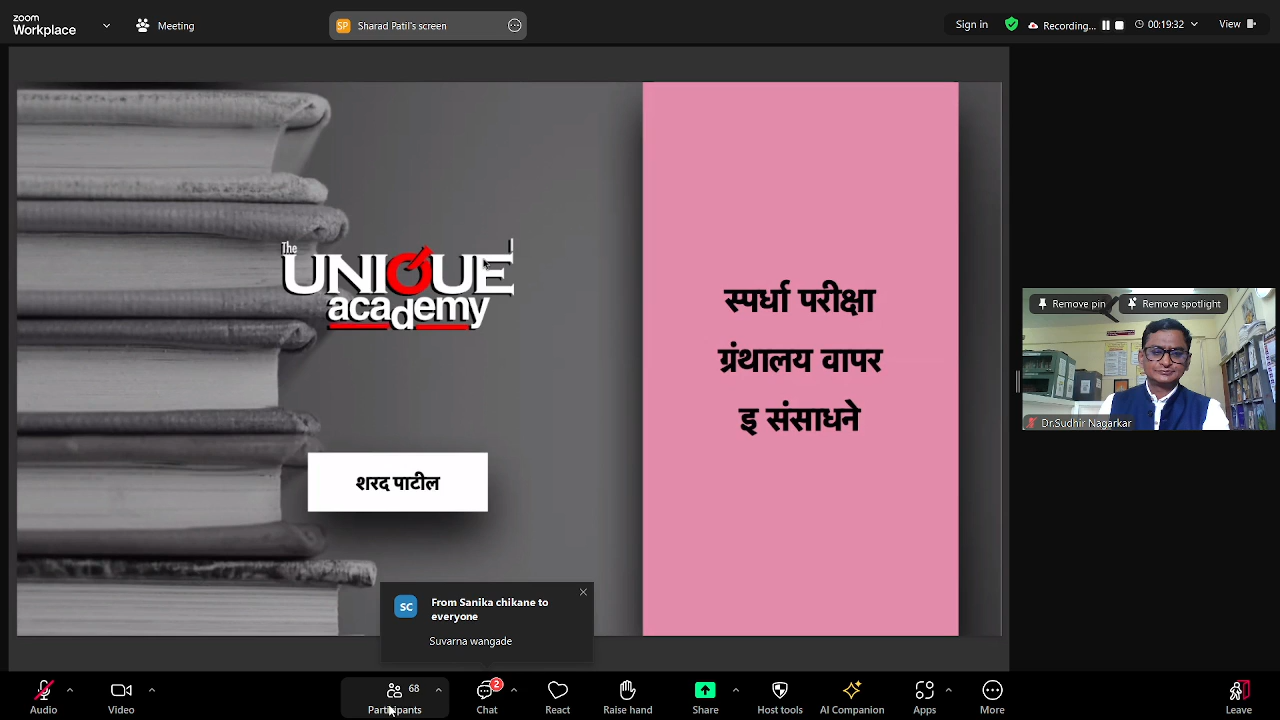 zoom
Workplace
Meeting
SP
Sharad Patil's screen
Sign in
Recording...
00:19:32
View
The
UNIQUE
academy
शरद पाटील
स्पर्धा परीक्षा
ग्रंथालय वापर
इ संसाधने
Remove pin
Remove spotlight
Dr.Sudhir Nagarkar
SC
From Sanika chikane to
everyone
Suvarna wangade
68
2
Audio
Video
Participants
Chat
React
Raise hand
Share
Host tools
AI Companion
Apps
More
Leave